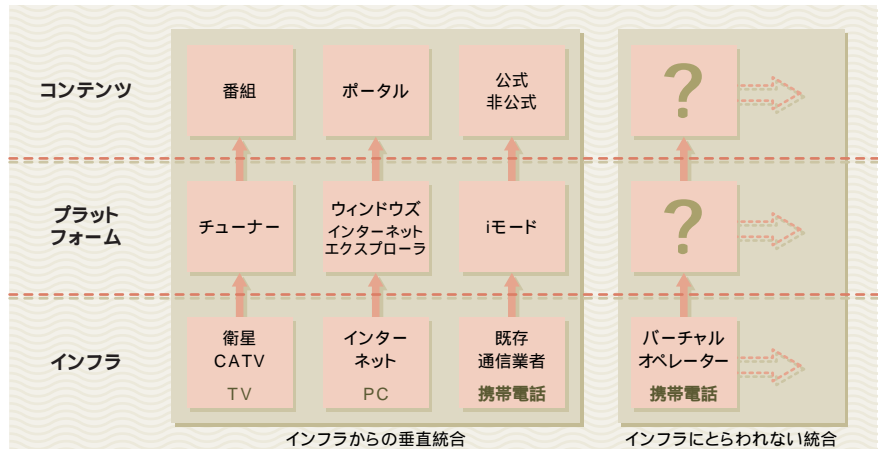 コンテンツ
番組
ポータル
公式
非公式
?
プラット
フォーム
チューナー
ウィンドウズ
インターネット
エクスプローラ
iモード
?
インフラ
衛星
CATV
TV
インター
ネット
PC
既存
通信業者
携帯電話
バーチャル
オペレーター
携帯電話
インフラからの垂直統合
インフラにとらわれない統合